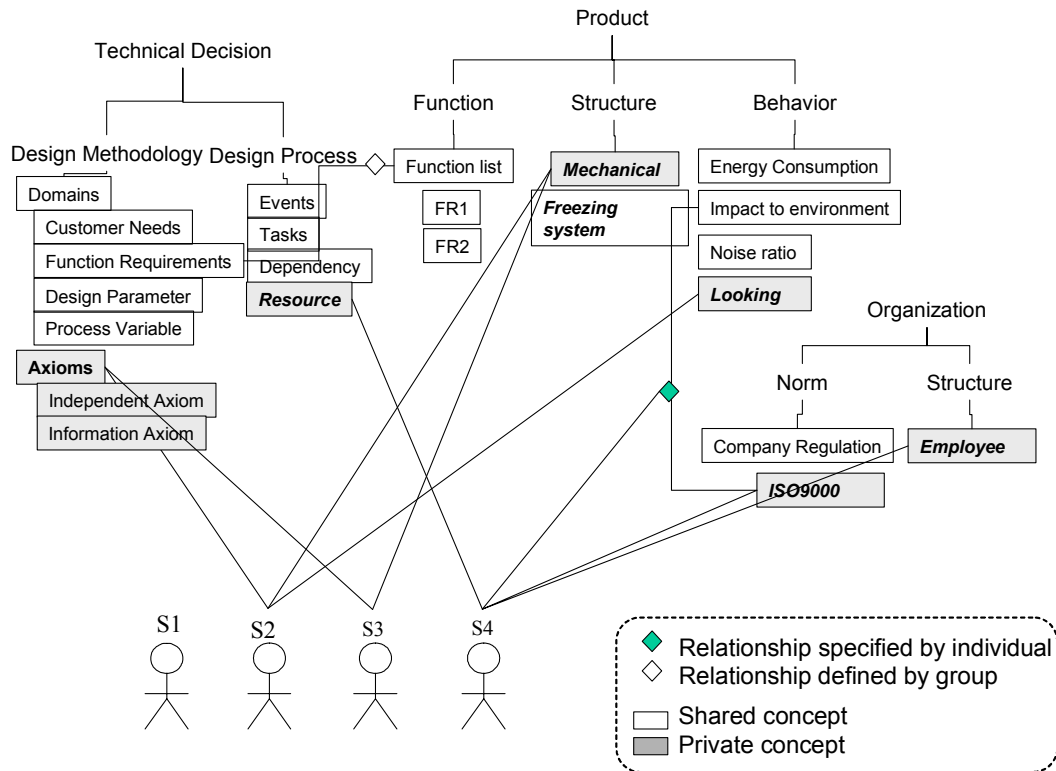 Product
Technical Decision
Function
Structure
Behavior
Design Methodology
Design Process
Function list
Mechanical
Energy Consumption
Domains
Events
FR1
Freezing
system
Impact to environment
Customer Needs
Tasks
FR2
Function Requirements
Dependency
Noise ratio
Design Parameter
Resource
Looking
Process Variable
Organization
Axioms
Independent Axiom
Norm
Structure
Information Axiom
Company Regulation
Employee
ISO9000
S1
S2
S3
S4
Relationship specified by individual
Relationship defined by group
Shared concept
Private concept